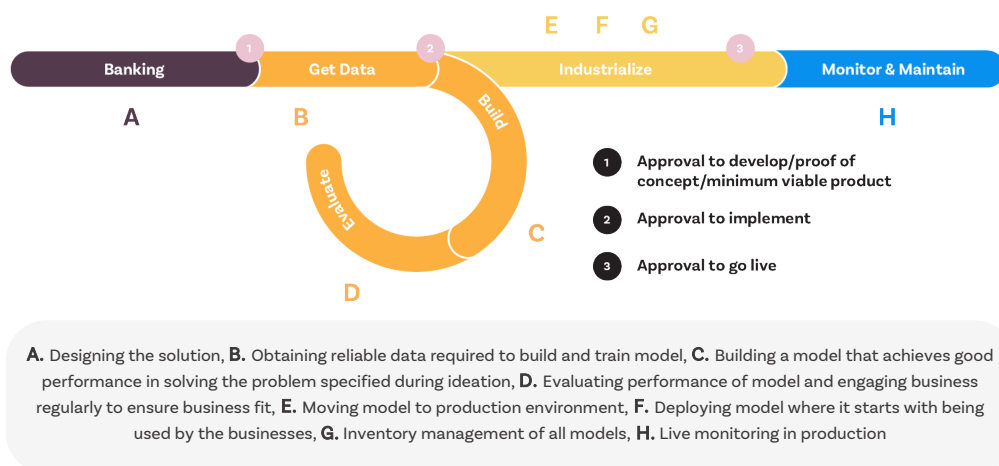 E F G
1 2 3
Banking Get Data Industrialize Monitor & Maintain
A B H
Build
Evaluate
C
D
1 Approval to develop/proof of
concept/minimum viable product
2 Approval to implement
3 Approval to go live
A. Designing the solution, B. Obtaining reliable data required to build and train model, C. Building a model that achieves good
performance in solving the problem specified during ideation, D. Evaluating performance of model and engaging business
regularly to ensure business fit, E. Moving model to production environment, F. Deploying model where it starts with being
used by the businesses, G. Inventory management of all models, H. Live monitoring in production